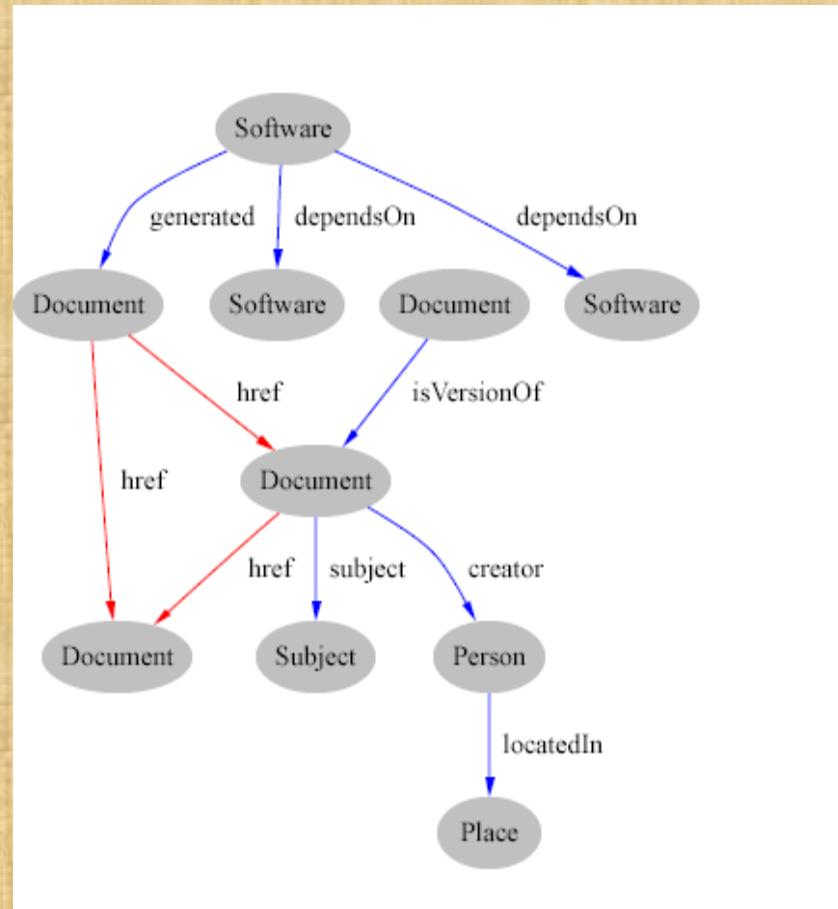 Software
generated dependsOn dependsOn
Document Software Document Software
href isVersionOf
Document
href
href subject creator
Document Subject Person
locatedIn
Place